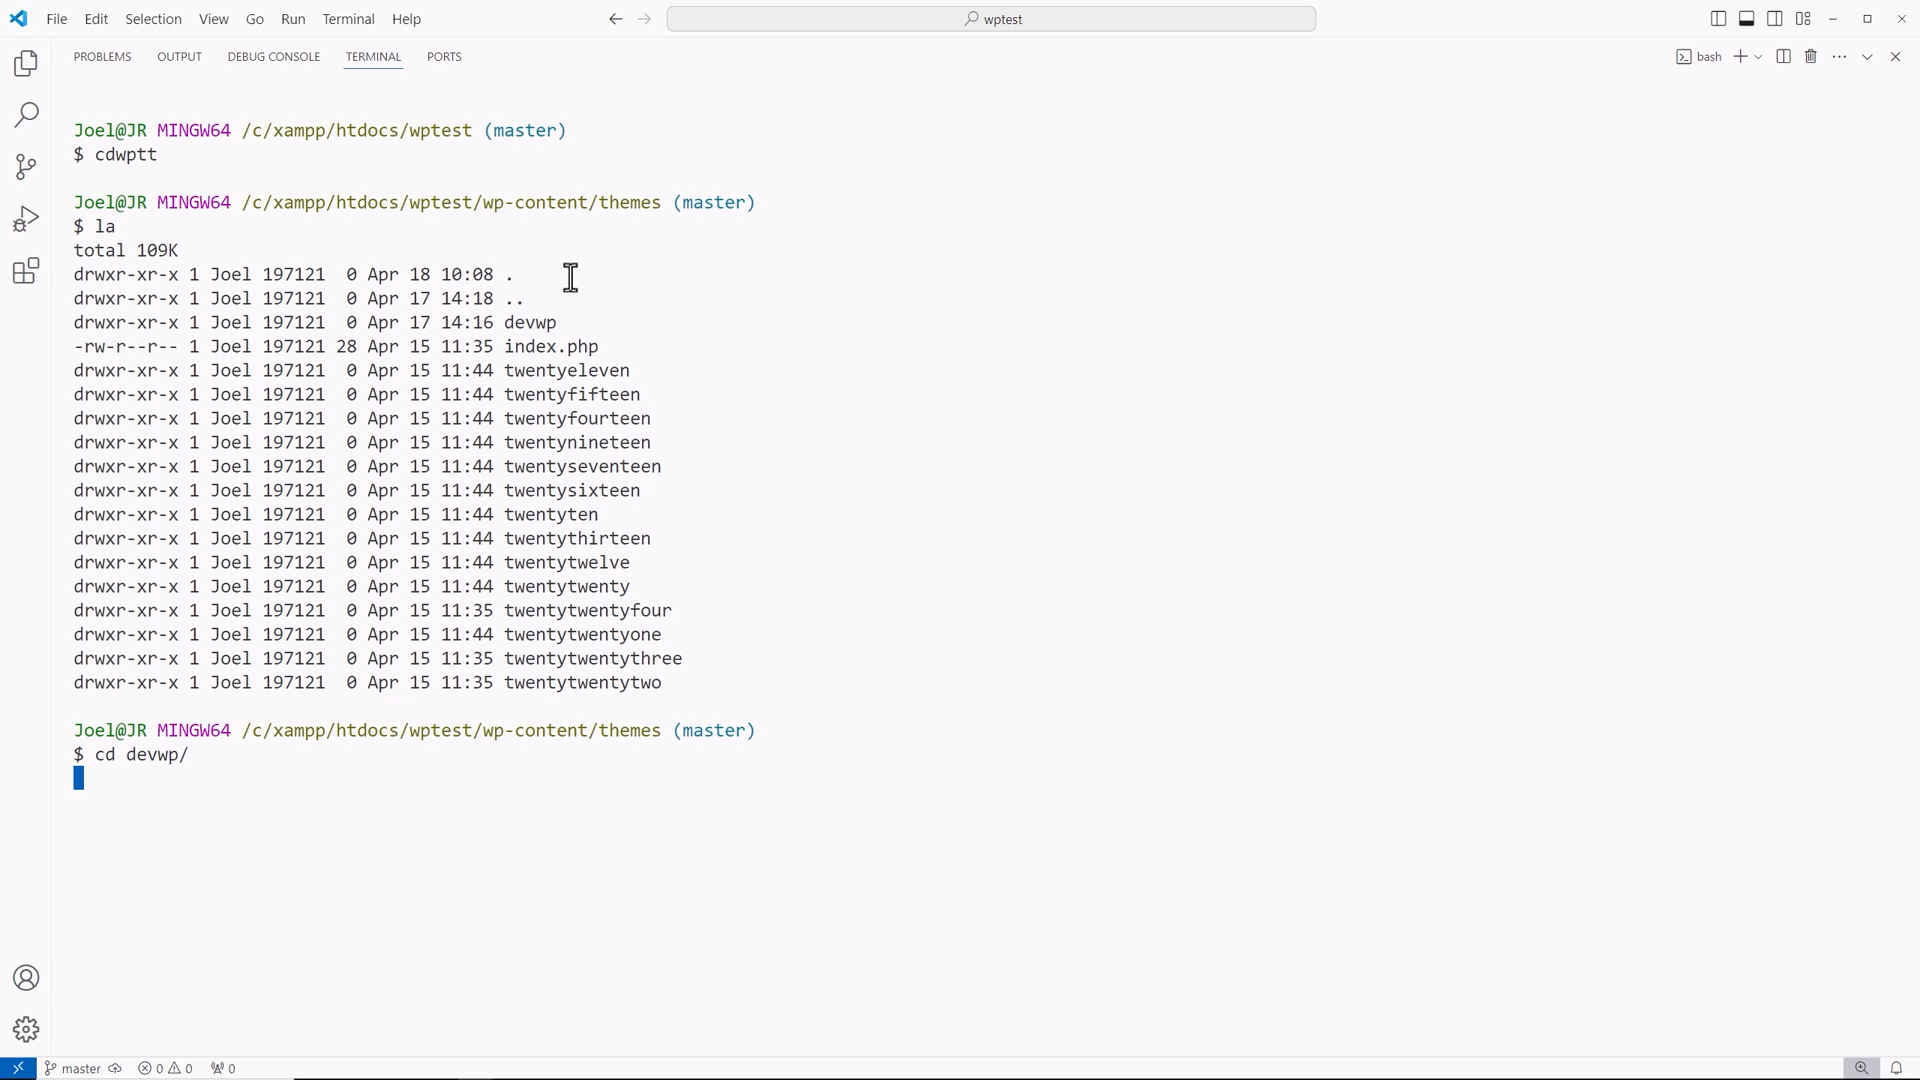 File Edit Selection View Go Run Terminal Help wptest
PROBLEMS OUTPUT DEBUG CONSOLE TERMINAL PORTS bash
Joel@JR MINGW64 /c/xampp/htdocs/wptest (master)
$ cdwptt
Joel@JR MINGW64 /c/xampp/htdocs/wptest/wp-content/themes (master)
$ la
total 109K
drwxr-xr-x 1 Joel 197121  0 Apr 18 10:08 .
drwxr-xr-x 1 Joel 197121  0 Apr 17 14:18 ..
drwxr-xr-x 1 Joel 197121  0 Apr 17 14:16 devwp
-rw-r--r-- 1 Joel 197121 28 Apr 15 11:35 index.php
drwxr-xr-x 1 Joel 197121  0 Apr 15 11:44 twentyeleven
drwxr-xr-x 1 Joel 197121  0 Apr 15 11:44 twentyfifteen
drwxr-xr-x 1 Joel 197121  0 Apr 15 11:44 twentyfourteen
drwxr-xr-x 1 Joel 197121  0 Apr 15 11:44 twentynineteen
drwxr-xr-x 1 Joel 197121  0 Apr 15 11:44 twentyseventeen
drwxr-xr-x 1 Joel 197121  0 Apr 15 11:44 twentysixteen
drwxr-xr-x 1 Joel 197121  0 Apr 15 11:44 twentyten
drwxr-xr-x 1 Joel 197121  0 Apr 15 11:44 twentythirteen
drwxr-xr-x 1 Joel 197121  0 Apr 15 11:44 twentytwelve
drwxr-xr-x 1 Joel 197121  0 Apr 15 11:44 twentytwenty
drwxr-xr-x 1 Joel 197121  0 Apr 15 11:35 twentytwentyfour
drwxr-xr-x 1 Joel 197121  0 Apr 15 11:44 twentytwentyone
drwxr-xr-x 1 Joel 197121  0 Apr 15 11:35 twentytwentythree
drwxr-xr-x 1 Joel 197121  0 Apr 15 11:35 twentytwentytwo
Joel@JR MINGW64 /c/xampp/htdocs/wptest/wp-content/themes (master)
$ cd devwp/
master 0 0 0